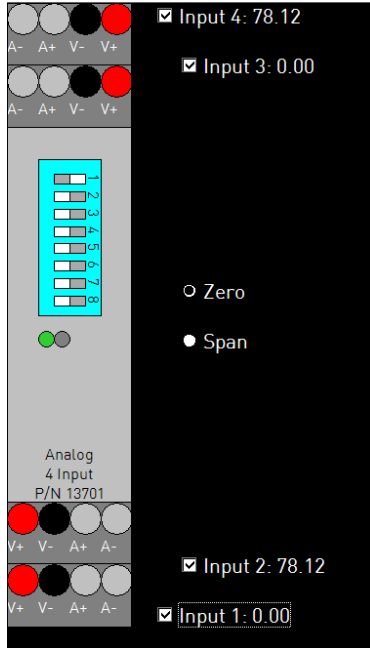 Input 4: 78.12
A- A+ V- V+
Input 3: 0.00
A- A+ V- V+
1
2
3
4
5
6
7
8
Zero
Span
Analog
4 Input
P/N 13701
V+ V- A+ A-
Input 2: 78.12
V+ V- A+ A-
Input 1: 0.00